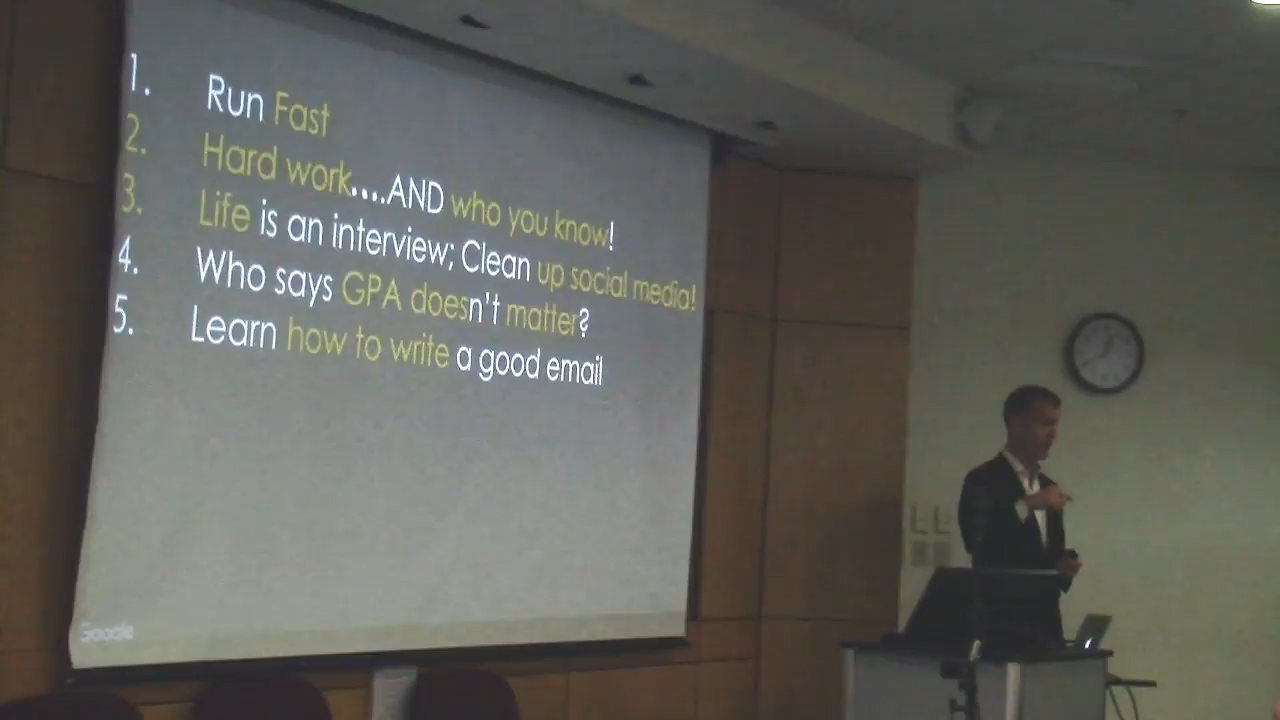 1. Run Fast
2. Hard work....AND who you know!
3. Life is an interview; Clean up social media!
4. Who says GPA doesn't matter?
5. Learn how to write a good email
Google